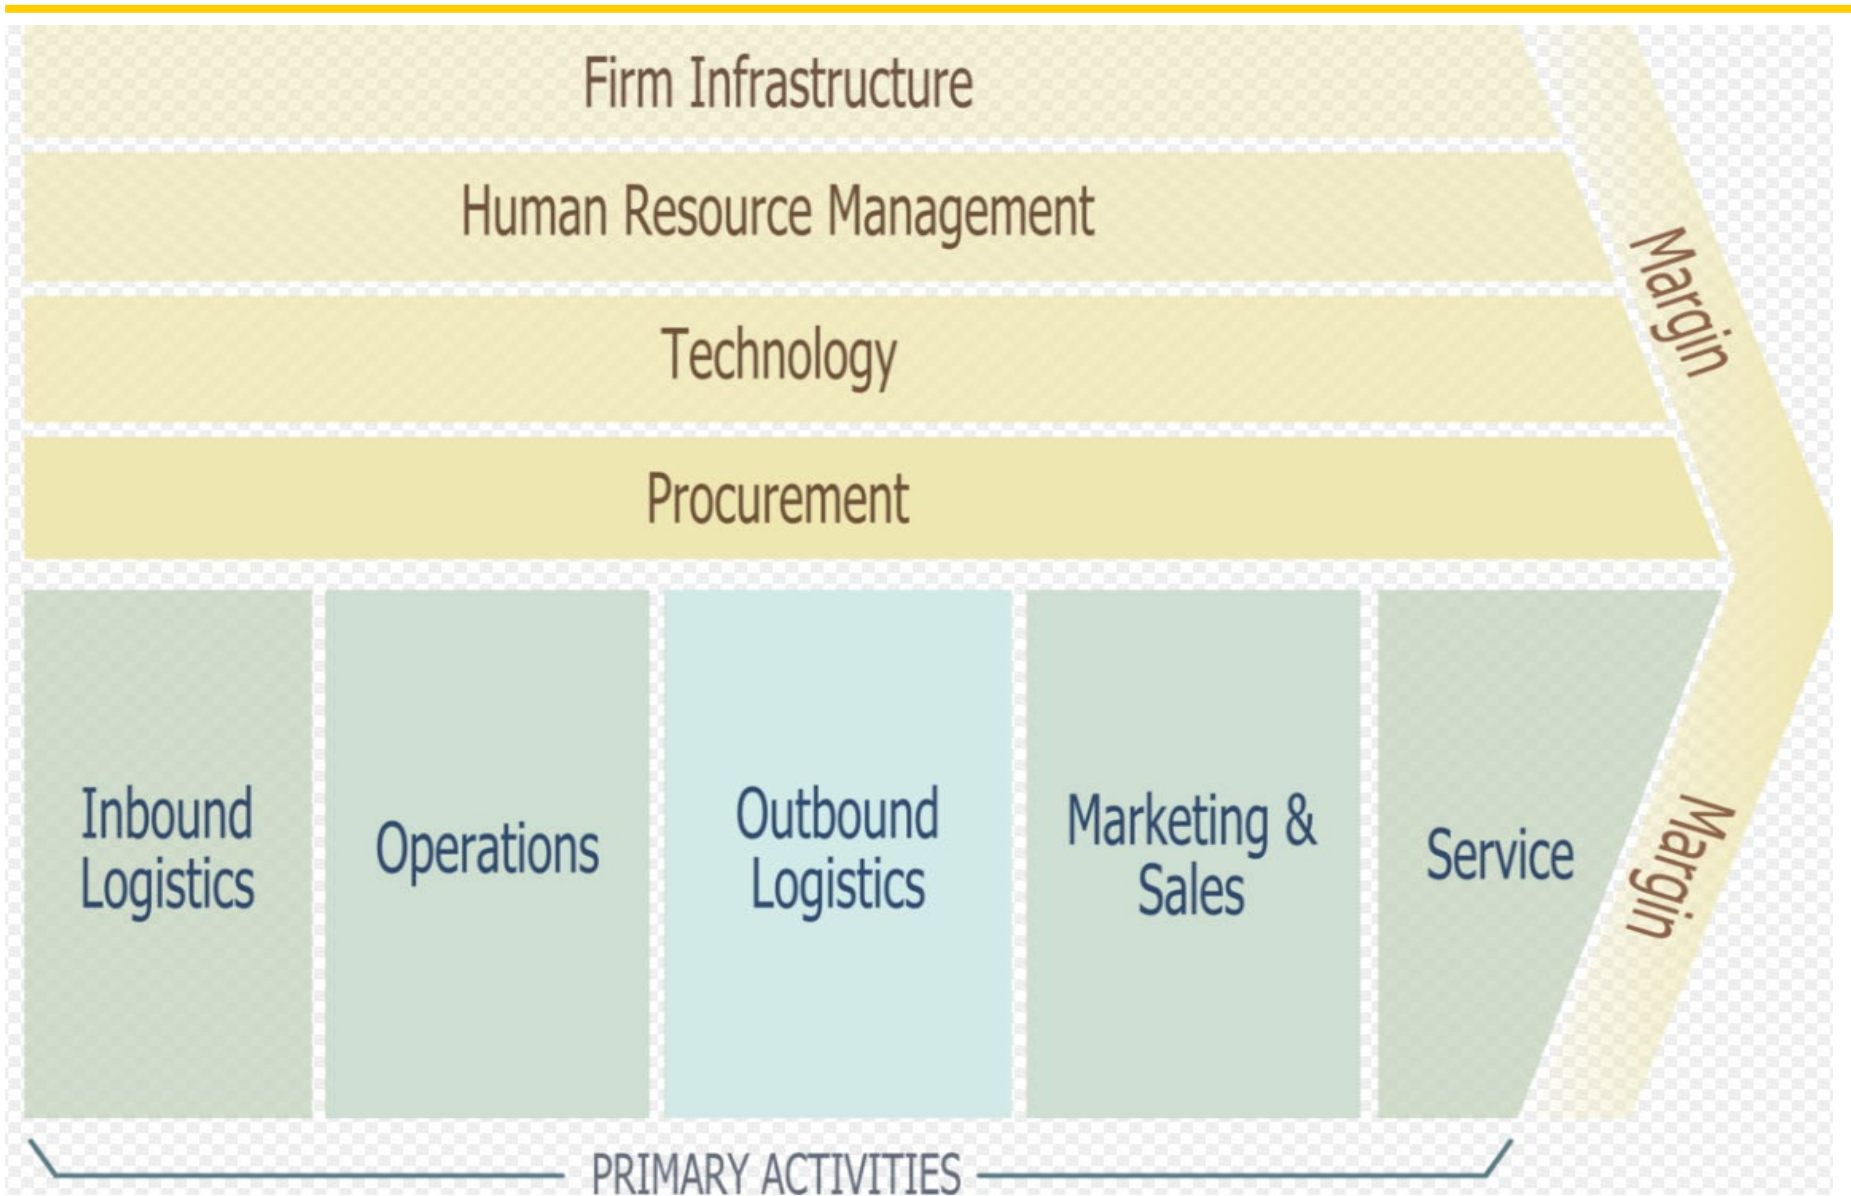 Firm Infrastructure
Human Resource Management
Technology
Procurement
Margin
Inbound
Logistics
Operations
Outbound
Logistics
Marketing &
Sales
Service
Margin
PRIMARY ACTIVITIES